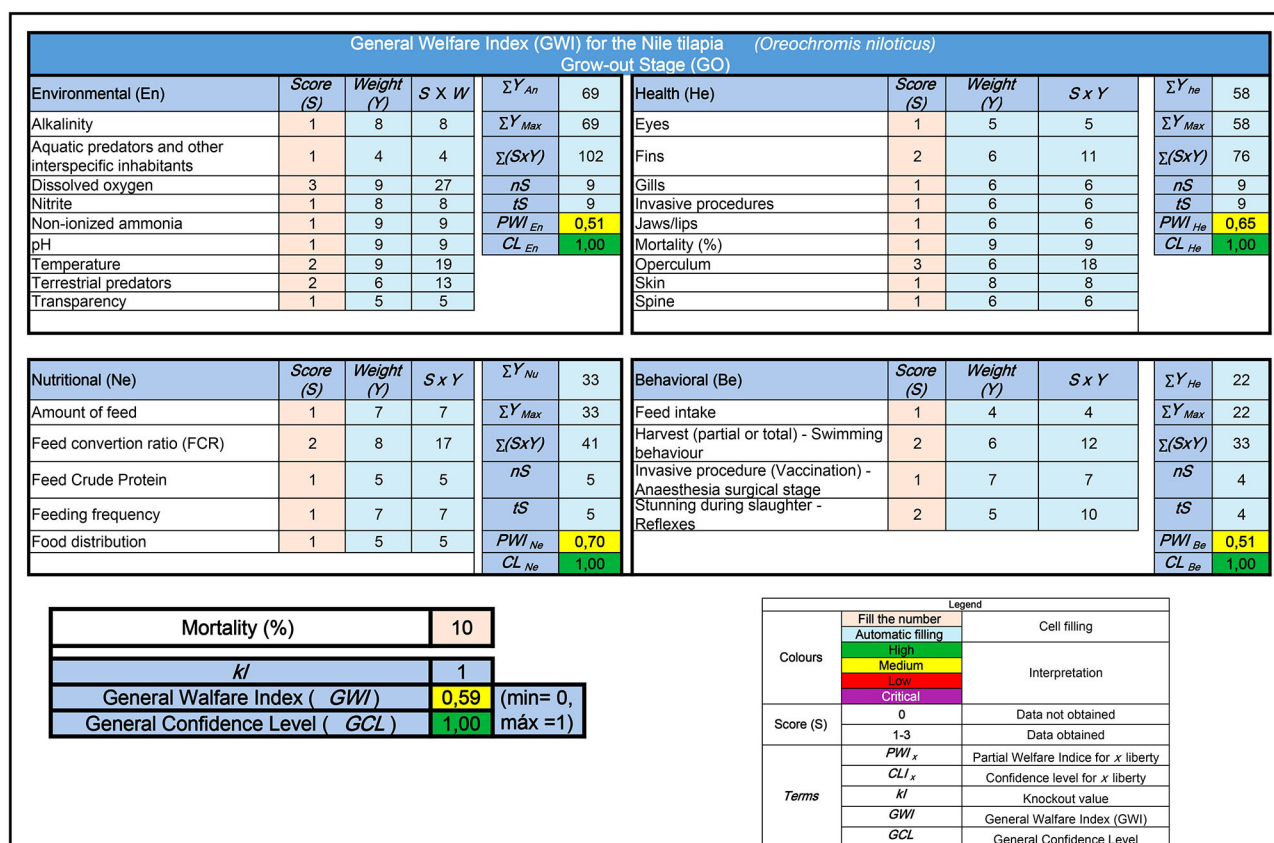 General Welfare Index (GWI) for the Nile tilapia (Oreochromis niloticus)
Grow-out Stage (GO)
Environmental (En) Score (S) Weight (Y) S X W ΣY An 69
Alkalinity 1 8 8 ΣY Max 69
Aquatic predators and other interspecific inhabitants 1 4 4 Σ(SxY) 102
Dissolved oxygen 3 9 27 nS 9
Nitrite 1 8 8 tS 9
Non-ionized ammonia 1 9 9 PWI En 0,51
pH 1 9 9 CL En 1,00
Temperature 2 9 19
Terrestrial predators 2 6 13
Transparency 1 5 5
Health (He) Score (S) Weight (Y) S x Y ΣY he 58
Eyes 1 5 5 ΣY Max 58
Fins 2 6 11 Σ(SxY) 76
Gills 1 6 6 nS 9
Invasive procedures 1 6 6 tS 9
Jaws/lips 1 6 6 PWI He 0,65
Mortality (%) 1 9 9 CL He 1,00
Operculum 3 6 18
Skin 1 8 8
Spine 1 6 6
Nutritional (Ne) Score (S) Weight (Y) S x Y ΣY Nu 33
Amount of feed 1 7 7 ΣY Max 33
Feed convertion ratio (FCR) 2 8 17 Σ(SxY) 41
Feed Crude Protein 1 5 5 nS 5
Feeding frequency 1 7 7 tS 5
Food distribution 1 5 5 PWI Ne 0,70
CL Ne 1,00
Behavioral (Be) Score (S) Weight (Y) S x Y ΣY He 22
Feed intake 1 4 4 ΣY Max 22
Harvest (partial or total) - Swimming behaviour 2 6 12 Σ(SxY) 33
Invasive procedure (Vaccination) - Anaesthesia surgical stage 1 7 7 nS 4
Stunning during slaughter - Reflexes 2 5 10 tS 4
PWI Be 0,51
CL Be 1,00
Mortality (%) 10
kI 1
General Walfare Index ( GWI) 0,59 (min= 0,
General Confidence Level ( GCL ) 1,00 máx =1)
Legend
Colours
Fill the number Cell filling
Automatic filling
High
Medium Interpretation
Low
Critical
Score (S)
0 Data not obtained
1-3 Data obtained
Terms
PWI x Partial Welfare Indice for x liberty
CLI x Confidence level for x liberty
kI Knockout value
GWI General Welfare Index (GWI)
GCL General Confidence Level